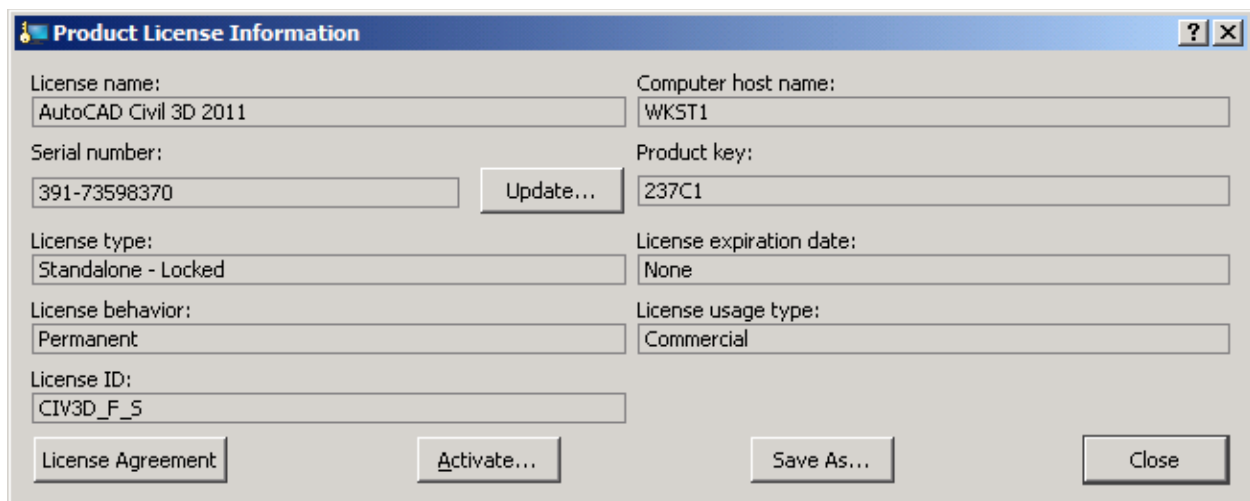 Product License Information
License name:
AutoCAD Civil 3D 2011
Computer host name:
WKST1
Serial number:
391-73598370
Update...
Product key:
237C1
License type:
Standalone - Locked
License expiration date:
None
License behavior:
Permanent
License usage type:
Commercial
License ID:
CIV3D_F_S
License Agreement
Activate...
Save As...
Close